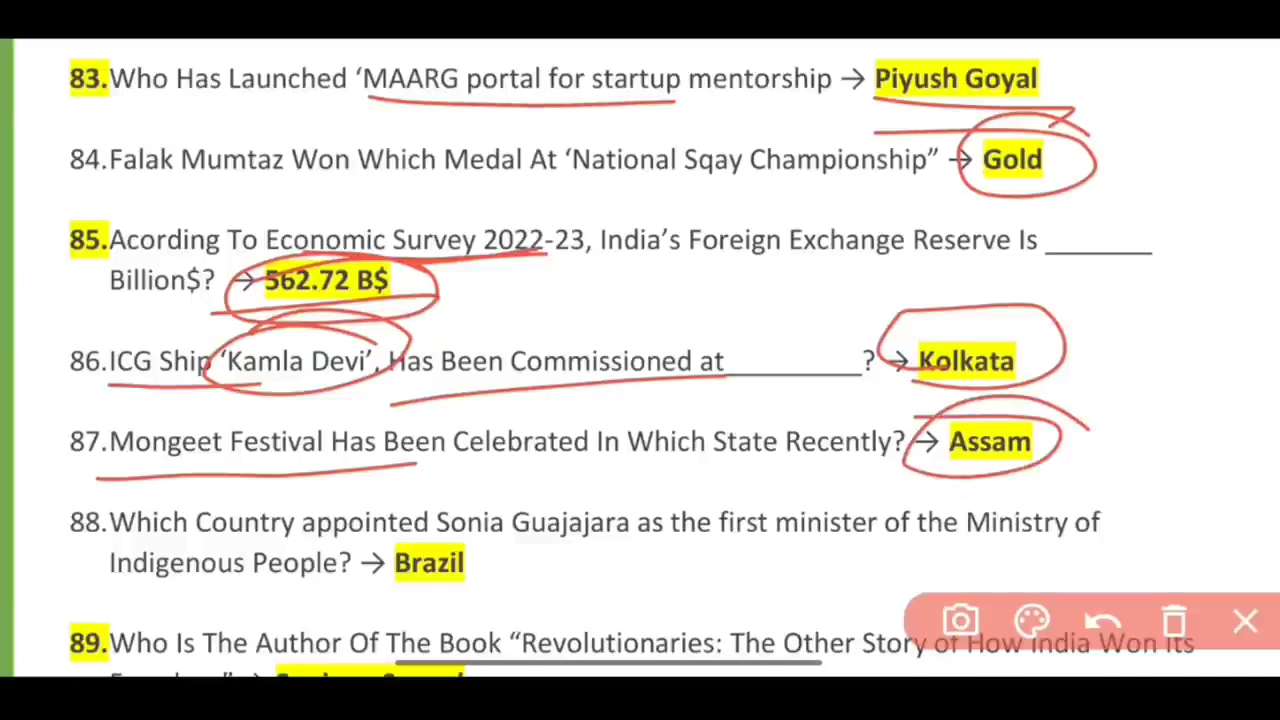 83.Who Has Launched ‘MAARG portal for startup mentorship → Piyush Goyal
84.Falak Mumtaz Won Which Medal At ‘National Sqay Championship” → Gold
85.Acording To Economic Survey 2022-23, India’s Foreign Exchange Reserve Is ________
Billion$? → 562.72 B$
86.ICG Ship ‘Kamla Devi’, Has Been Commissioned at__________? → Kolkata
87.Mongeet Festival Has Been Celebrated In Which State Recently? → Assam
88.Which Country appointed Sonia Guajajara as the first minister of the Ministry of
Indigenous People? → Brazil
89.Who Is The Author Of The Book “Revolutionaries: The Other Story of How India Won Its